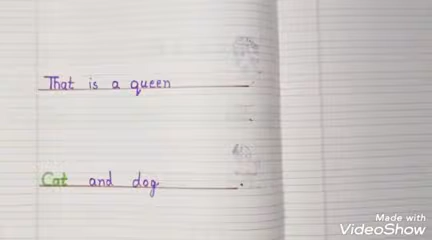 That is a queen
Cat and dog
Made with
VideoShow